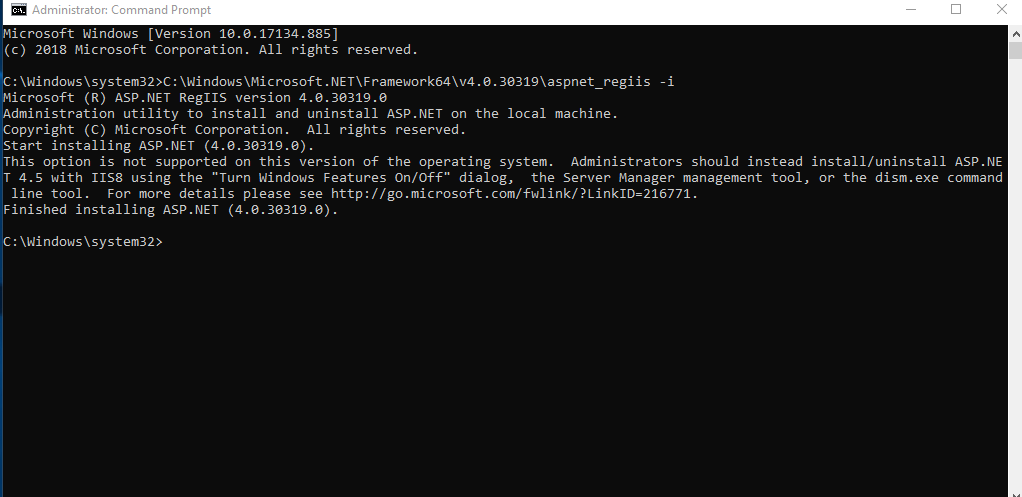 Administrator: Command Prompt
Microsoft Windows [Version 10.0.17134.885]
(c) 2018 Microsoft Corporation. All rights reserved.
C:\Windows\system32>C:\Windows\Microsoft.NET\Framework64\v4.0.30319\aspnet_regiis -i
Microsoft (R) ASP.NET RegIIS version 4.0.30319.0
Administration utility to install and uninstall ASP.NET on the local machine.
Copyright (C) Microsoft Corporation.  All rights reserved.
Start installing ASP.NET (4.0.30319.0).
This option is not supported on this version of the operating system.  Administrators should instead install/uninstall ASP.NE
T 4.5 with IIS8 using the "Turn Windows Features On/Off" dialog,  the Server Manager management tool, or the dism.exe command
 line tool.  For more details please see http://go.microsoft.com/fwlink/?LinkID=216771.
Finished installing ASP.NET (4.0.30319.0).
C:\Windows\system32>